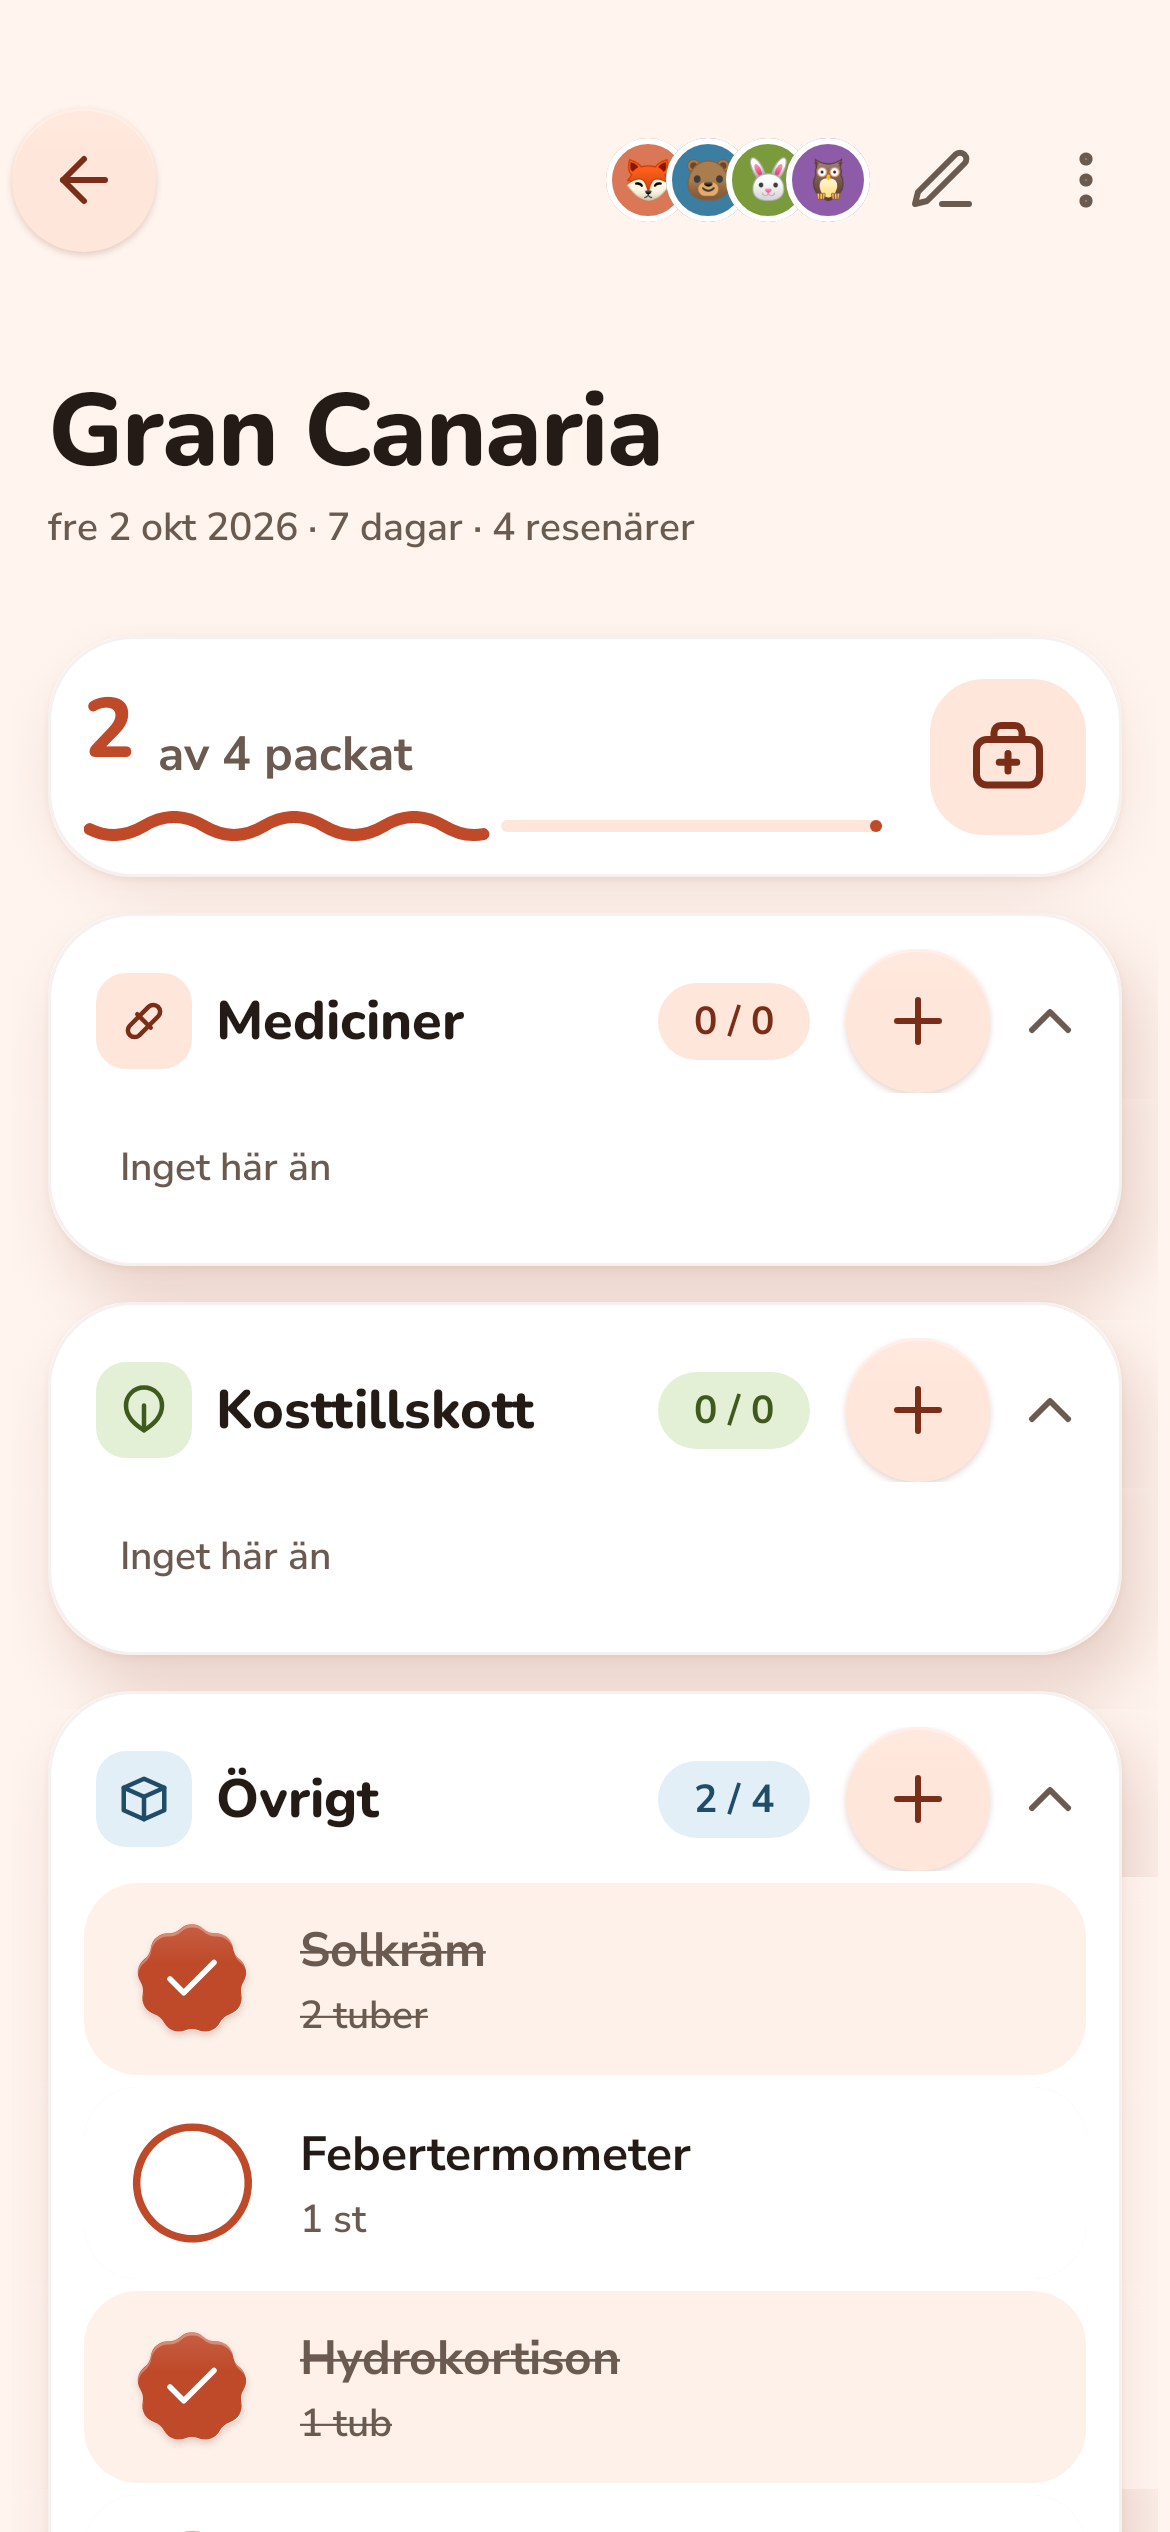 Gran Canaria
fre 2 okt 2026 · 7 dagar · 4 resenärer
2 av 4 packat
Mediciner 0 / 0
Inget här än
Kosttillskott 0 / 0
Inget här än
Övrigt 2 / 4
Solkräm
2 tuber
Febertermometer
1 st
Hydrokortison
1 tub